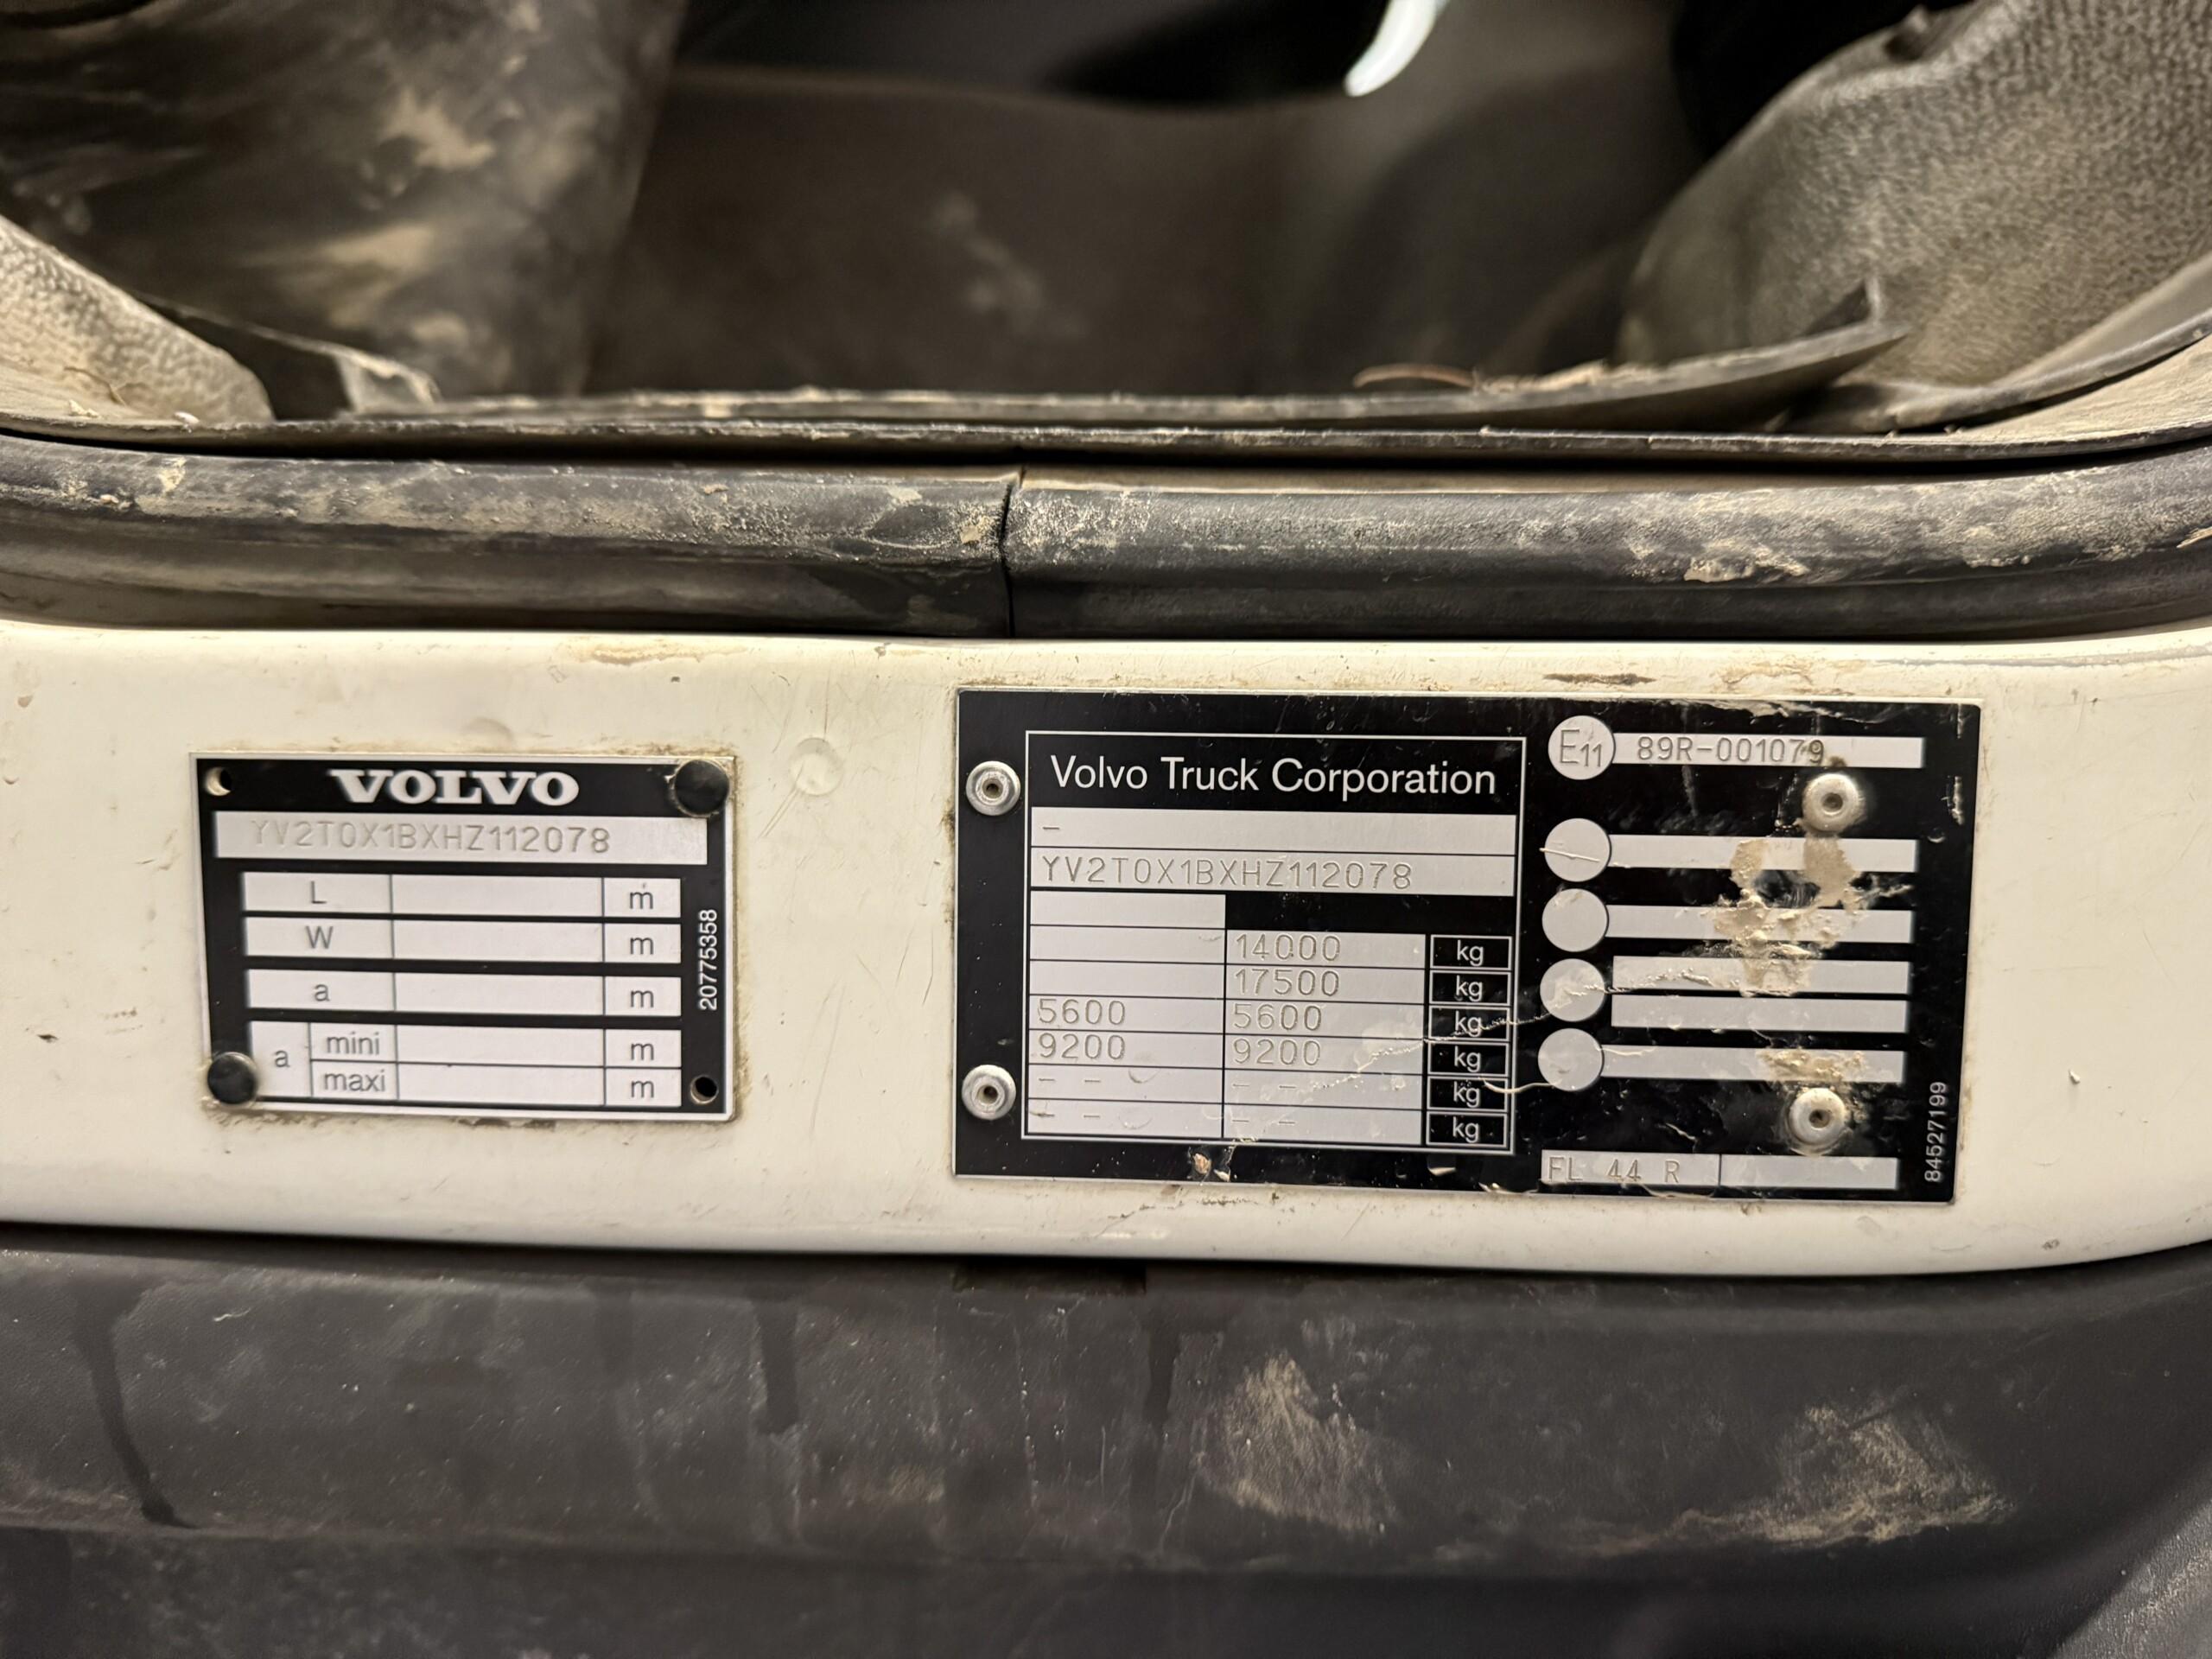 VOLVO
YV2T0X1BXHZ112078
L m
W m
a m
a mini m
maxi m
20775358
Volvo Truck Corporation
-
YV2T0X1BXHZ112078
14000 kg
17500 kg
5600 5600 kg
9200 9200 kg
- - - - kg
- - - - kg
E11 89R-001079
FL 44 R
84527199